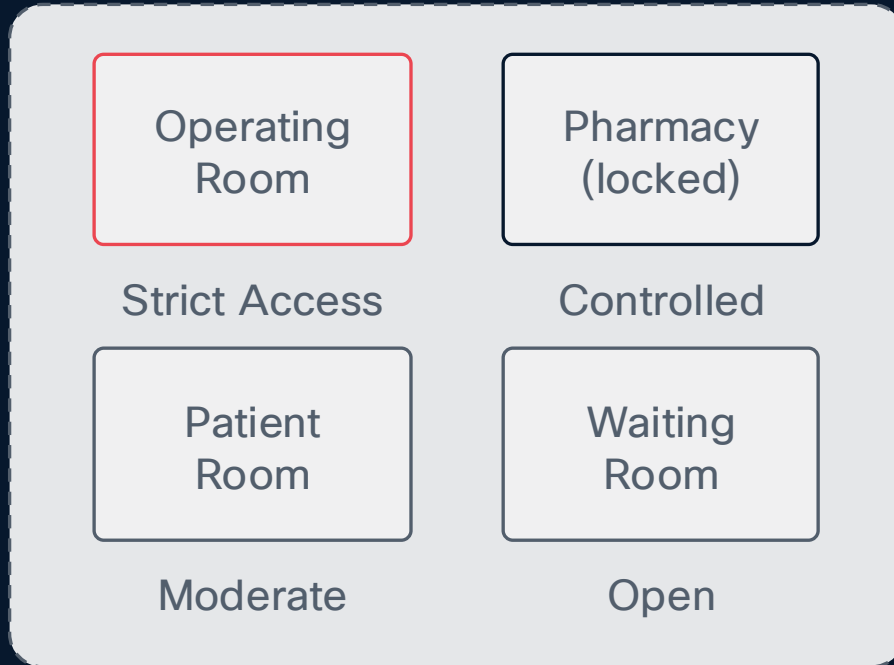 Operating
Room
Pharmacy
(locked)
Strict Access
Controlled
Patient
Room
Waiting
Room
Moderate
Open